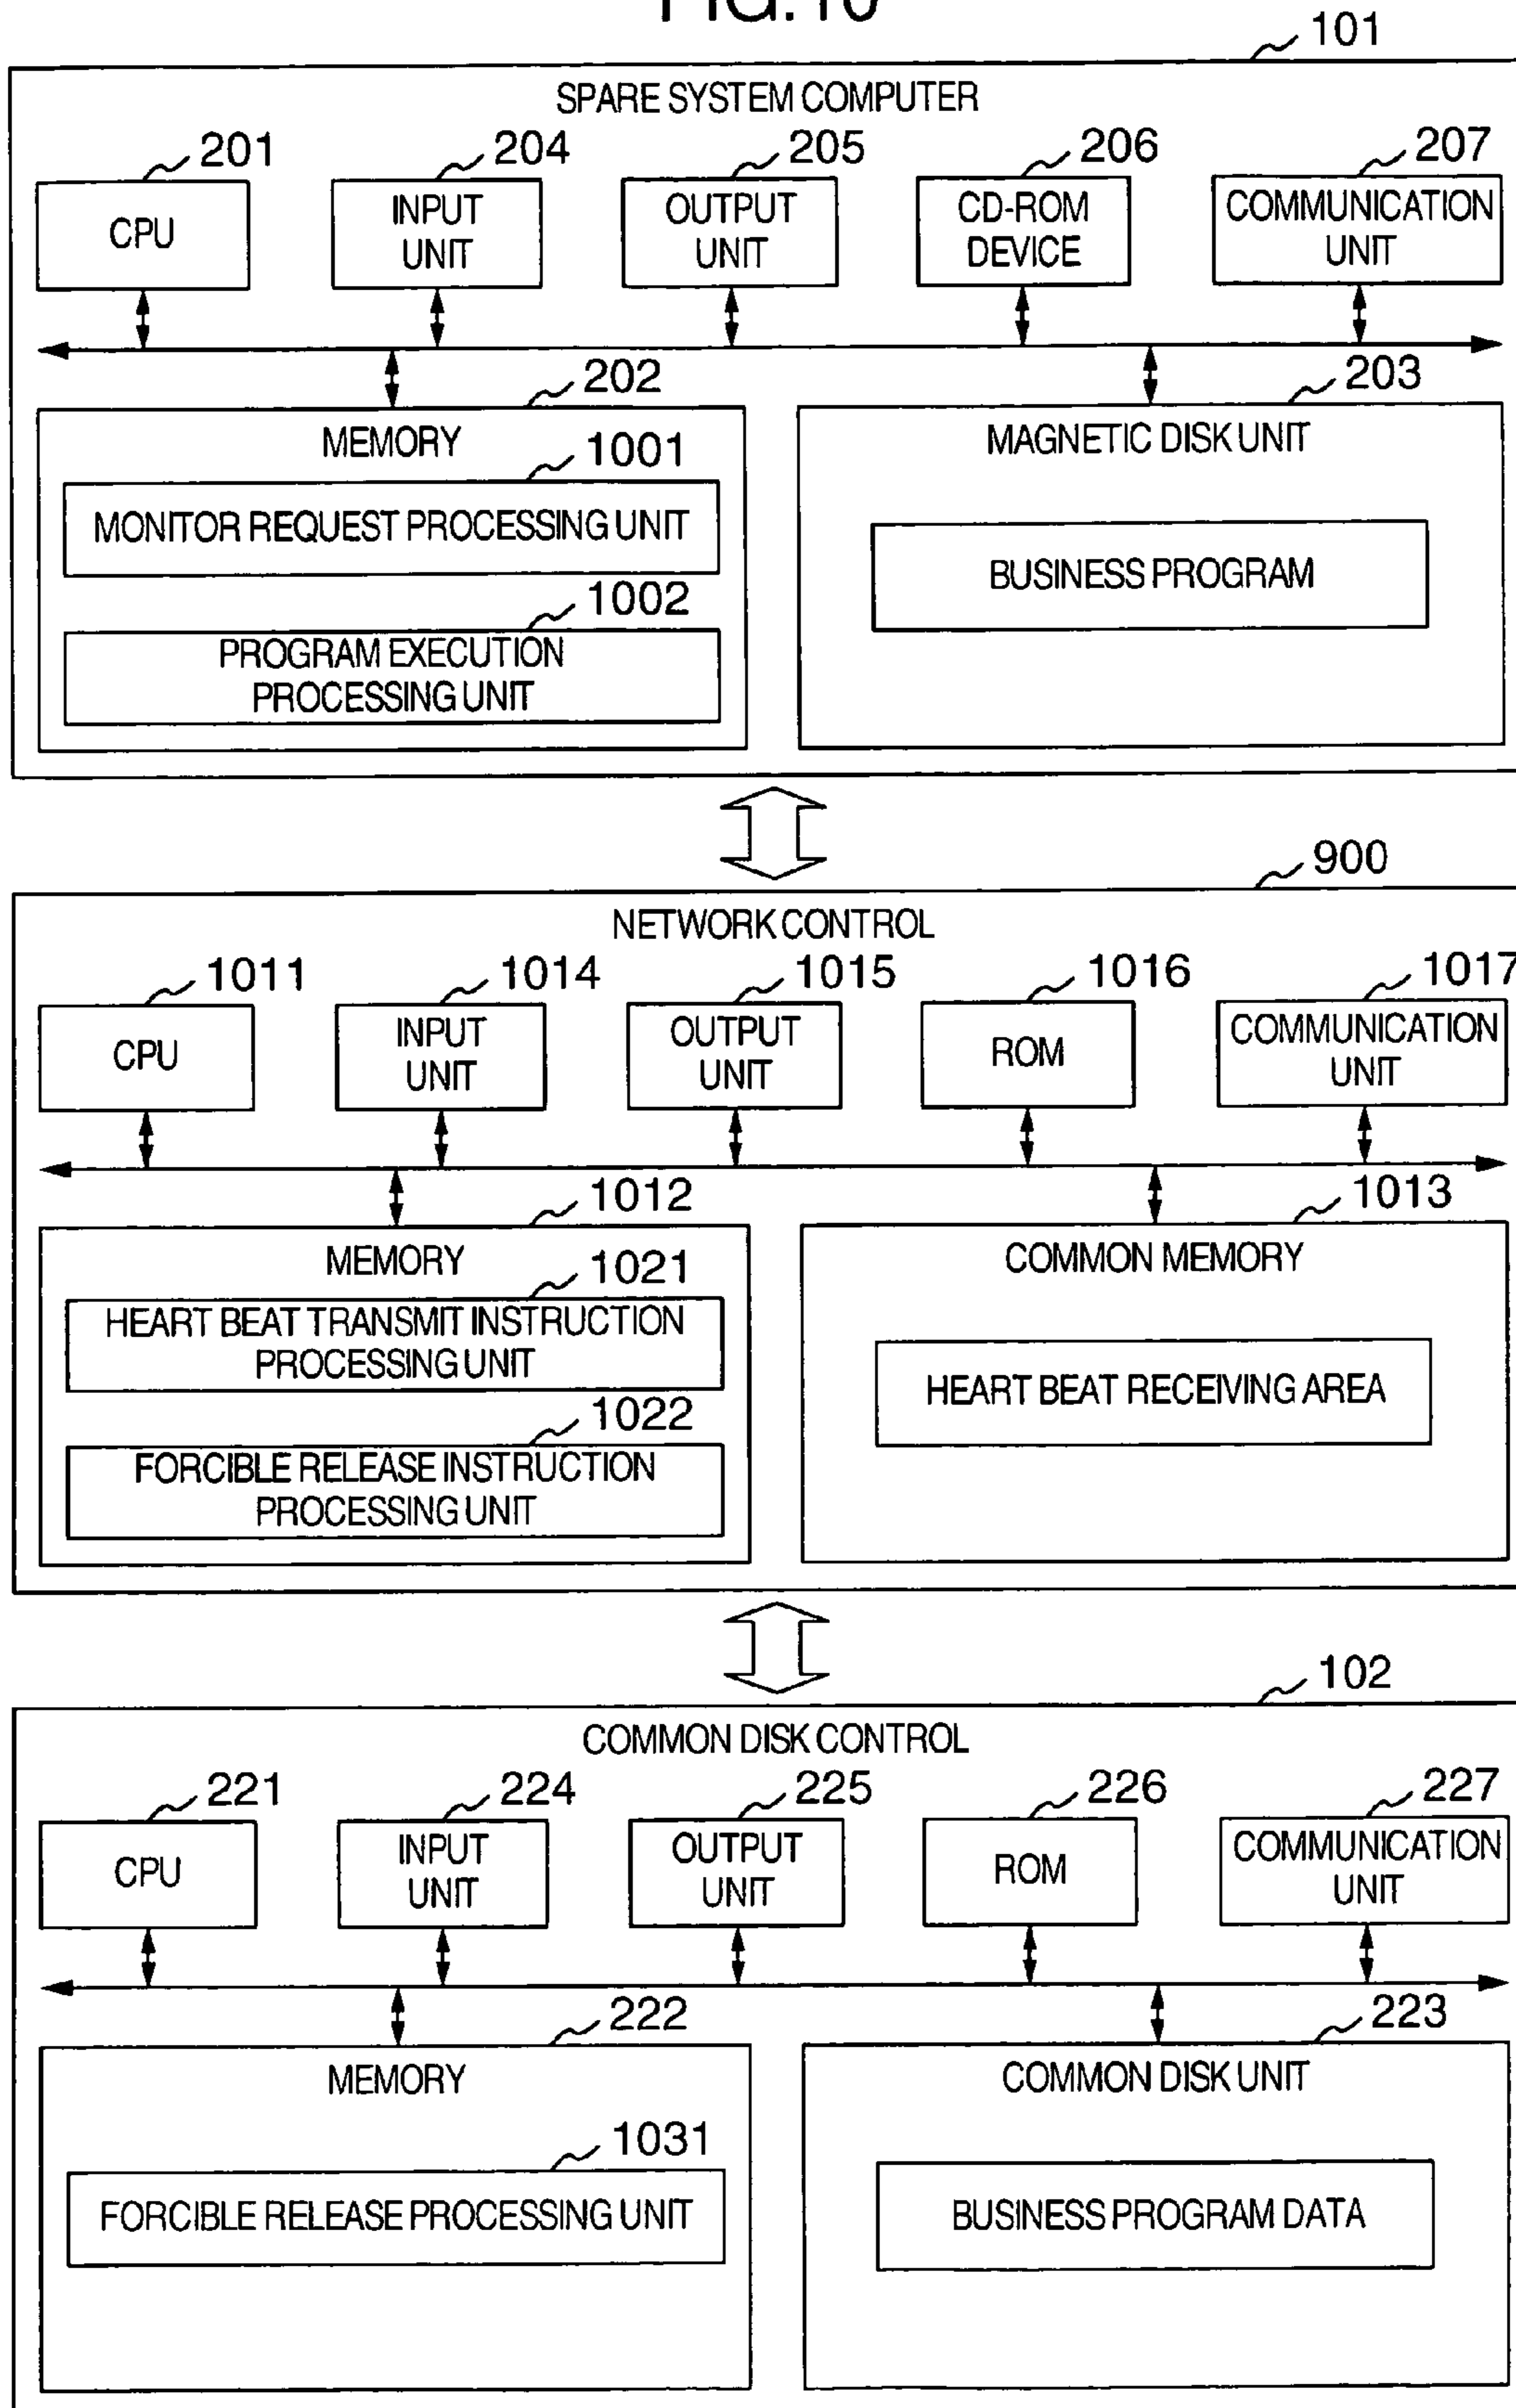 FIG.10
101
SPARE SYSTEM COMPUTER
201
204
205
206
207
CPU
INPUT
UNIT
OUTPUT
UNIT
CD-ROM
DEVICE
COMMUNICATION
UNIT
202
203
MEMORY
1001
MONITOR REQUEST PROCESSING UNIT
1002
PROGRAM EXECUTION
PROCESSING UNIT
MAGNETIC DISK UNIT
BUSINESS PROGRAM
900
NETWORK CONTROL
1011
1014
1015
1016
1017
CPU
INPUT
UNIT
OUTPUT
UNIT
ROM
COMMUNICATION
UNIT
1012
1013
MEMORY
1021
HEART BEAT TRANSMIT INSTRUCTION
PROCESSING UNIT
1022
FORCIBLE RELEASE INSTRUCTION
PROCESSING UNIT
COMMON MEMORY
HEART BEAT RECEIVING AREA
102
COMMON DISK CONTROL
221
224
225
226
227
CPU
INPUT
UNIT
OUTPUT
UNIT
ROM
COMMUNICATION
UNIT
222
223
MEMORY
1031
FORCIBLE RELEASE PROCESSING UNIT
COMMON DISK UNIT
BUSINESS PROGRAM DATA